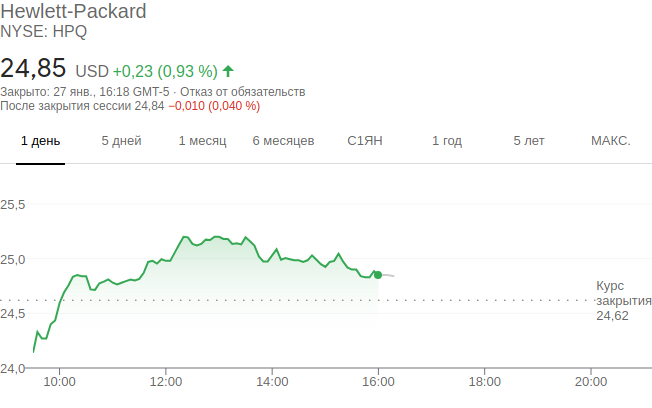 Hewlett-Packard
NYSE: HPQ
24,85 USD +0,23 (0,93 %)
Закрыто: 27 янв., 16:18 GMT-5 · Отказ от обязательств
После закрытия сессии 24,84 −0,010 (0,040 %)
1 день 5 дней 1 месяц 6 месяцев С1ЯН 1 год 5 лет МАКС.
25,5
25,0
Курс
закрытия
24,62
24,5
24,0
10:00 12:00 14:00 16:00 18:00 20:00